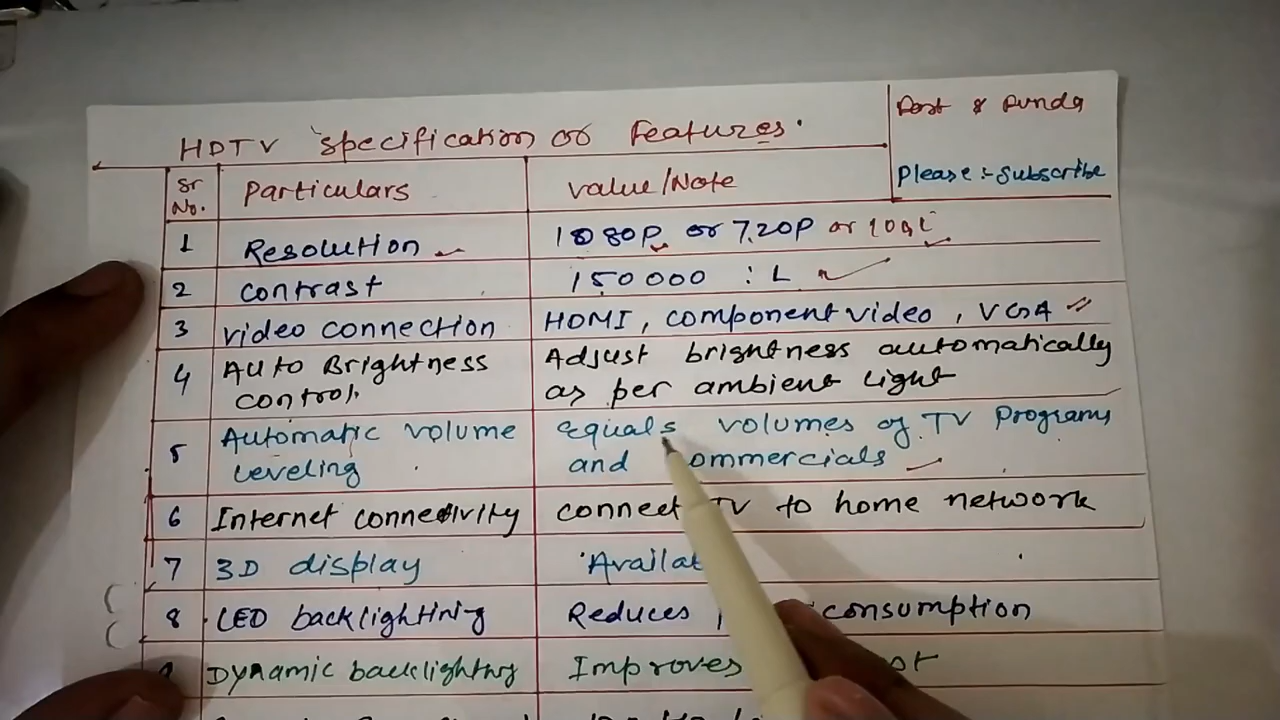 HDTV Specification or Features.
Post & Funda
Please :- Subscribe
Sr No. Particulars Value/Note
1 Resolution 1080P or 720P or
2 Contrast 150000 : 1
3 Video connection HDMI, component video, VGA
4 Auto Brightness Adjust brightness automatically
control. as per ambient light
5 Automatic volume equals volumes of TV programs
leveling and ommercials
6 Internet connectivity connect TV to home network
7 3D display Availab
8 LED backlighting Reduces consumption
9 Dynamic backlighting Improves